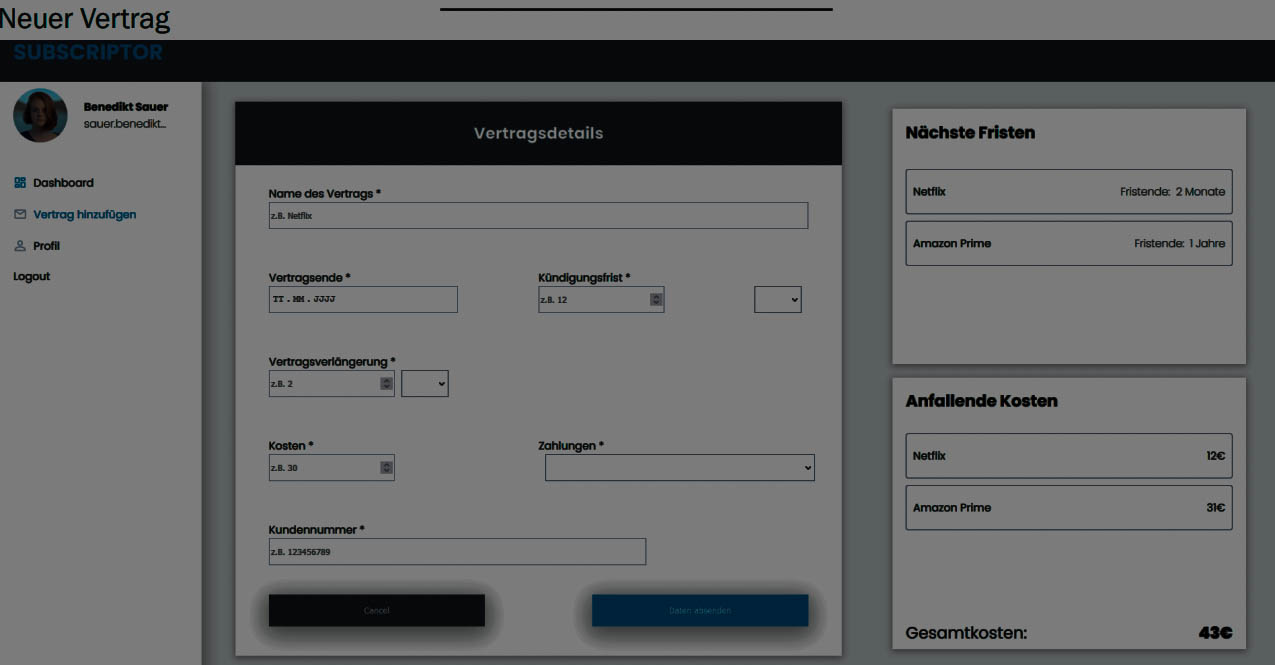 Neuer Vertrag
SUBSCRIPTOR
Benedikt Sauer
sauer.benedikt...
Dashboard
Vertrag hinzufügen
Profil
Logout
Vertragsdetails
Name des Vertrags *
z.B. Netflix
Vertragsende *
Kündigungsfrist *
TT.MM.JJJJ
z.B. 12
Vertragsverlängerung *
z.B. 2
Kosten *
Zahlungen *
z.B. 30
Kundennummer *
z.B. 123456789
Cancel
Daten absenden
Nächste Fristen
Netflix Fristende: 2 Monate
Amazon Prime Fristende: 1 Jahre
Anfallende Kosten
Netflix 12€
Amazon Prime 31€
Gesamtkosten: 43€